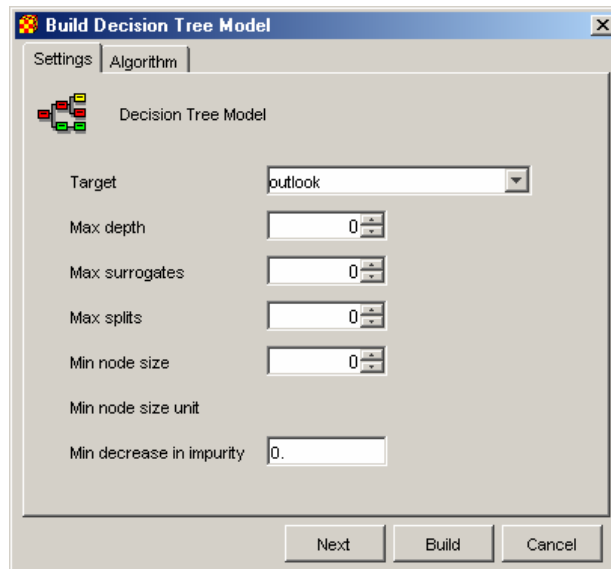 Build Decision Tree Model
Settings Algorithm
Decision Tree Model
Target outlook
Max depth 0
Max surrogates 0
Max splits 0
Min node size 0
Min node size unit
Min decrease in impurity 0.
Next Build Cancel